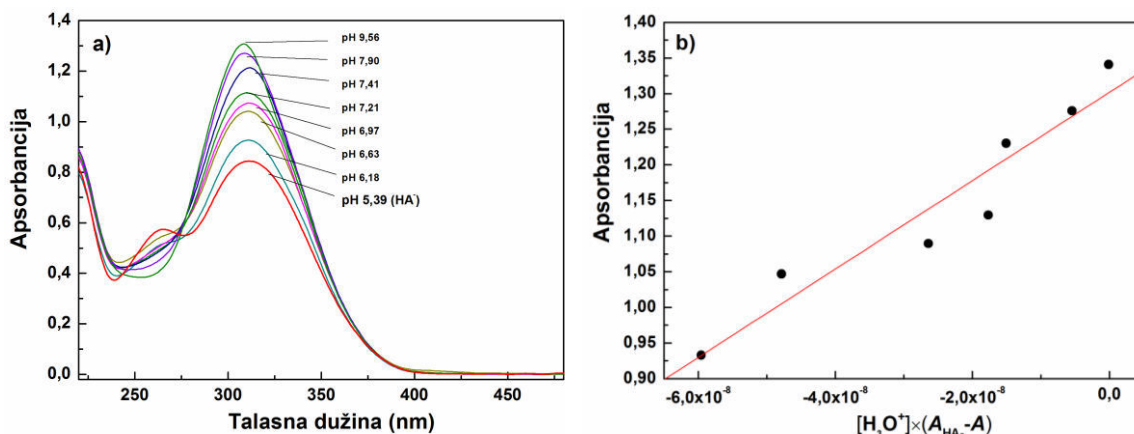 a)
Apsorbancija
1,4
1,2
1,0
0,8
0,6
0,4
0,2
0,0
pH 9,56
pH 7,90
pH 7,41
pH 7,21
pH 6,97
pH 6,63
pH 6,18
pH 5,39 (HA⁻)
250 300 350 400 450
Talasna dužina (nm)
b)
Apsorbancija
1,40
1,35
1,30
1,25
1,20
1,15
1,10
1,05
1,00
0,95
0,90
-6,0x10⁻⁸ -4,0x10⁻⁸ -2,0x10⁻⁸ 0,0
[H₃O⁺]×(A_HA-A)